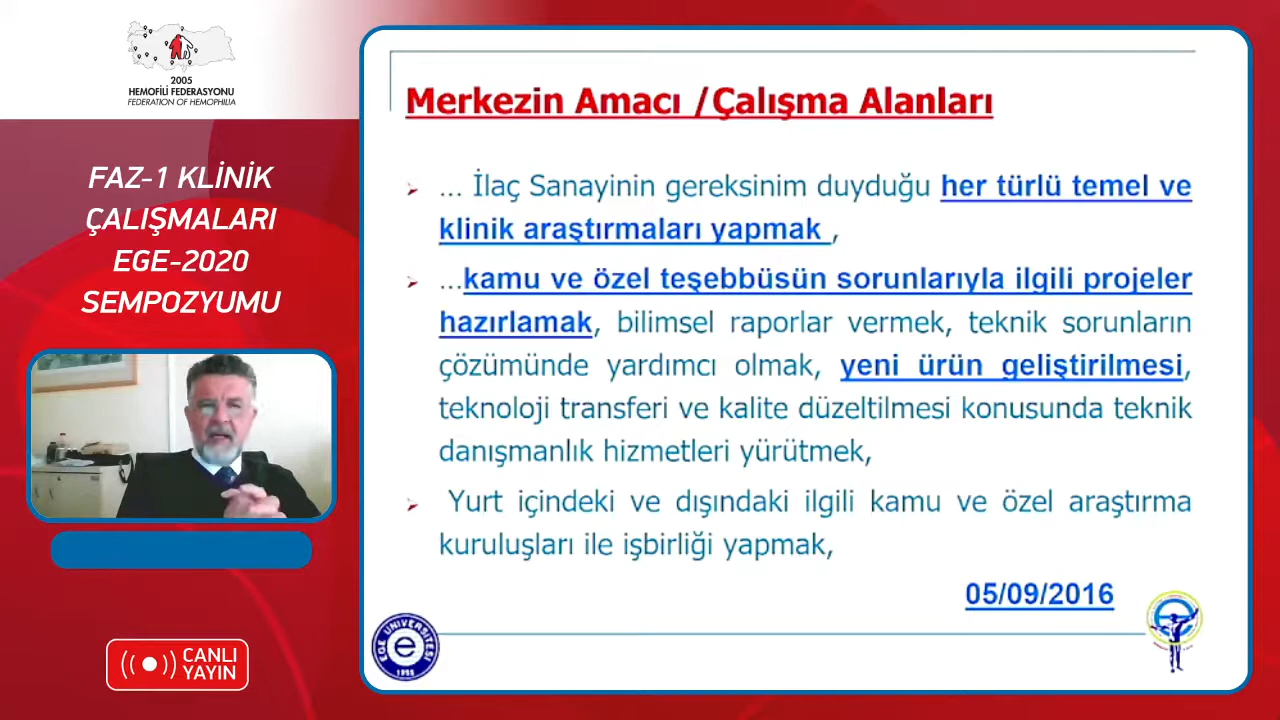 2005
HEMOFİLİ FEDERASYONU
FEDERATION OF HEMOPHILIA
FAZ-1 KLİNİK
ÇALIŞMALARI
EGE-2020
SEMPOZYUMU
CANLI
YAYIN
Merkezin Amacı /Çalışma Alanları
... İlaç Sanayinin gereksinim duyduğu her türlü temel ve
klinik araştırmaları yapmak ,
...kamu ve özel teşebbüsün sorunlarıyla ilgili projeler
hazırlamak, bilimsel raporlar vermek, teknik sorunların
çözümünde yardımcı olmak, yeni ürün geliştirilmesi,
teknoloji transferi ve kalite düzeltilmesi konusunda teknik
danışmanlık hizmetleri yürütmek,
Yurt içindeki ve dışındaki ilgili kamu ve özel araştırma
kuruluşları ile işbirliği yapmak,
05/09/2016
EGE ÜNİVERSİTESİ
e
1955